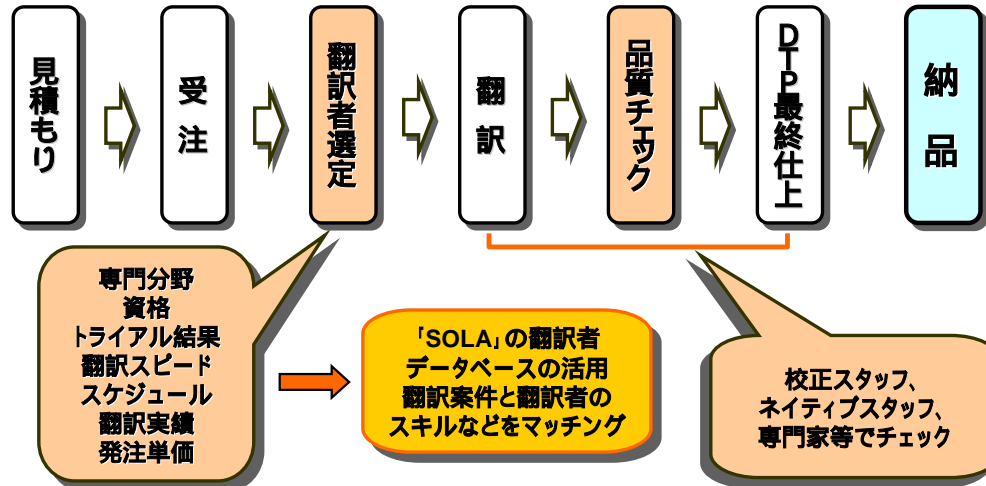 見積もり
受注
翻訳者選定
翻訳
品質チェック
DTP最終仕上
納品
専門分野
資格
トライアル結果
翻訳スピード
スケジュール
翻訳実績
発注単価
「SOLA」の翻訳者
データベースの活用
翻訳案件と翻訳者の
スキルなどをマッチング
校正スタッフ、
ネイティブスタッフ、
専門家等でチェック